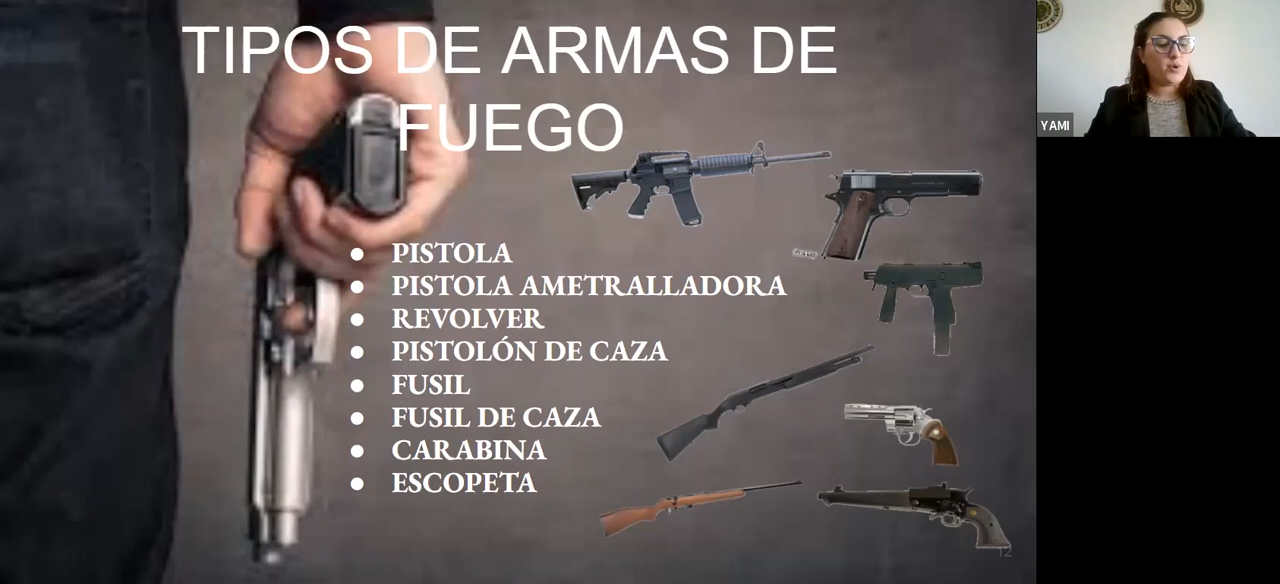 TIPOS DE ARMAS DE
FUEGO
● PISTOLA
● PISTOLA AMETRALLADORA
● REVOLVER
● PISTOLÓN DE CAZA
● FUSIL
● FUSIL DE CAZA
● CARABINA
● ESCOPETA
12
YAMI